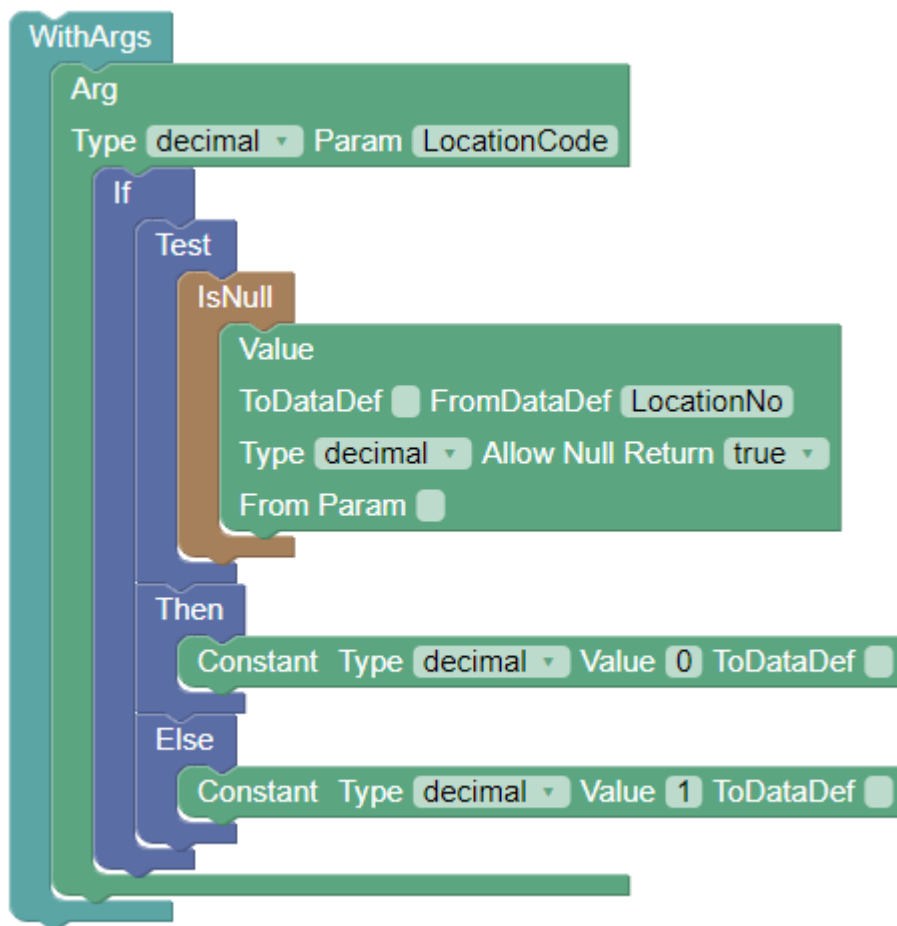 WithArgs
Arg
Type decimal Param LocationCode
If
Test
IsNull
Value
ToDataDef FromDataDef LocationNo
Type decimal Allow Null Return true
From Param
Then
Constant Type decimal Value 0 ToDataDef
Else
Constant Type decimal Value 1 ToDataDef